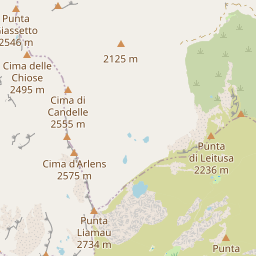 Punta
Giassetto
2546 m
2125 m
Cima delle
Chiose
2495 m
Cima di
Candelle
2555 m
Punta
di Leitusa
2236 m
Cima d'Arlens
2575 m
Punta
Liamau
2734 m
Punta